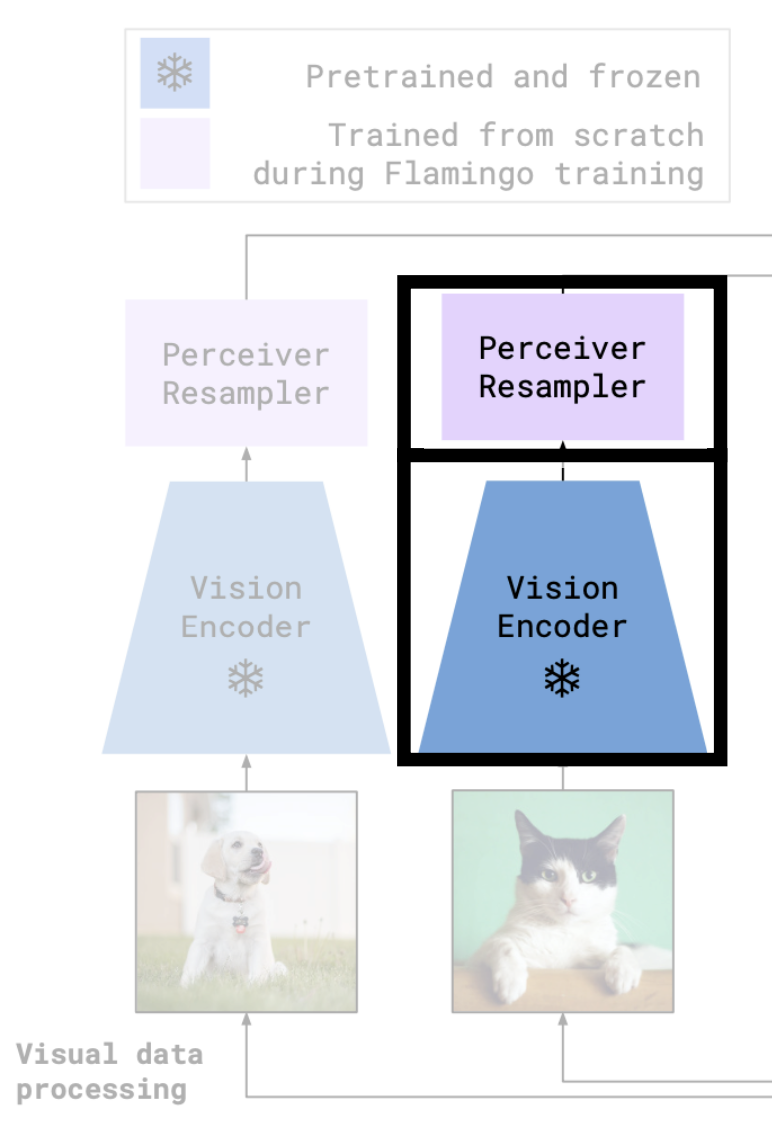 Pretrained and frozen
Trained from scratch
during Flamingo training
Perceiver
Resampler
Perceiver
Resampler
Vision
Encoder
Vision
Encoder
Visual data
processing